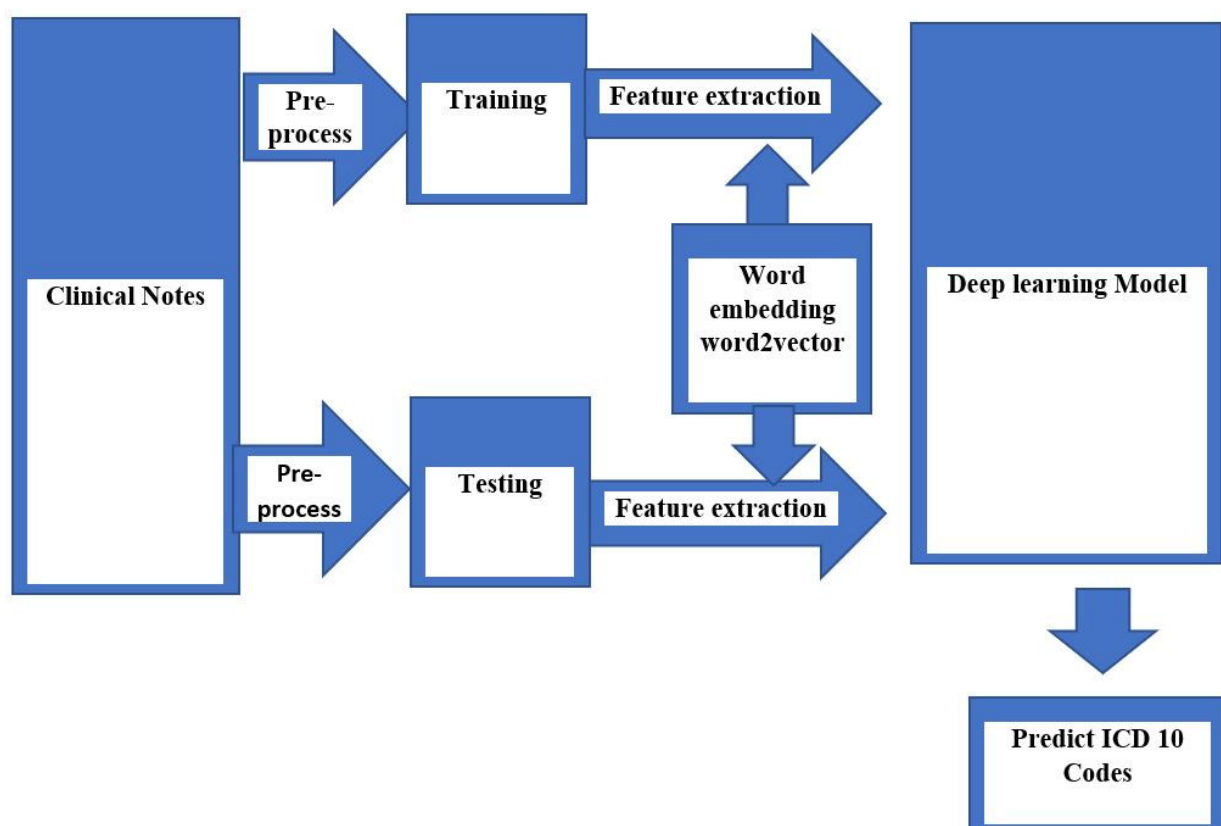 Pre-
process
Training
Feature extraction
Clinical Notes
Word
embedding
word2vector
Deep learning Model
Pre-
process
Testing
Feature extraction
Predict ICD 10
Codes